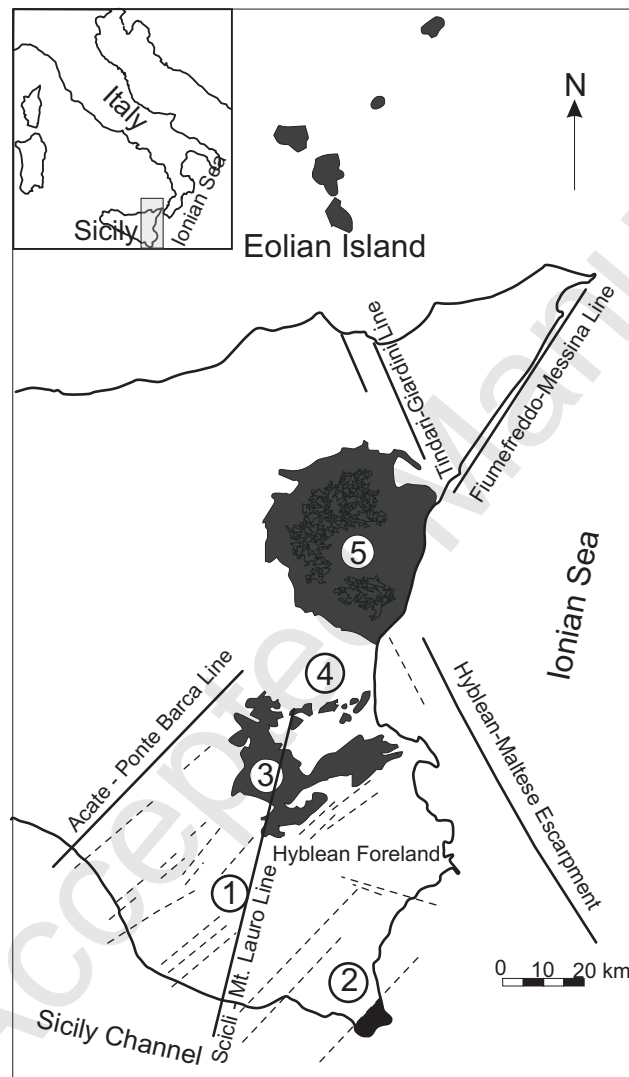 Italy
Sicily
Ionian Sea
N
Eolian Island
Tindari-Giardini Line
Fiumefreddo-Messina Line
5
Ionian Sea
4
Acate - Ponte Barca Line
Hyblean-Maltese Escarpment
3
Hyblean Foreland
1
Scicli - Mt. Lauro Line
2
0 10 20 km
Sicily Channel
Accepted Manu